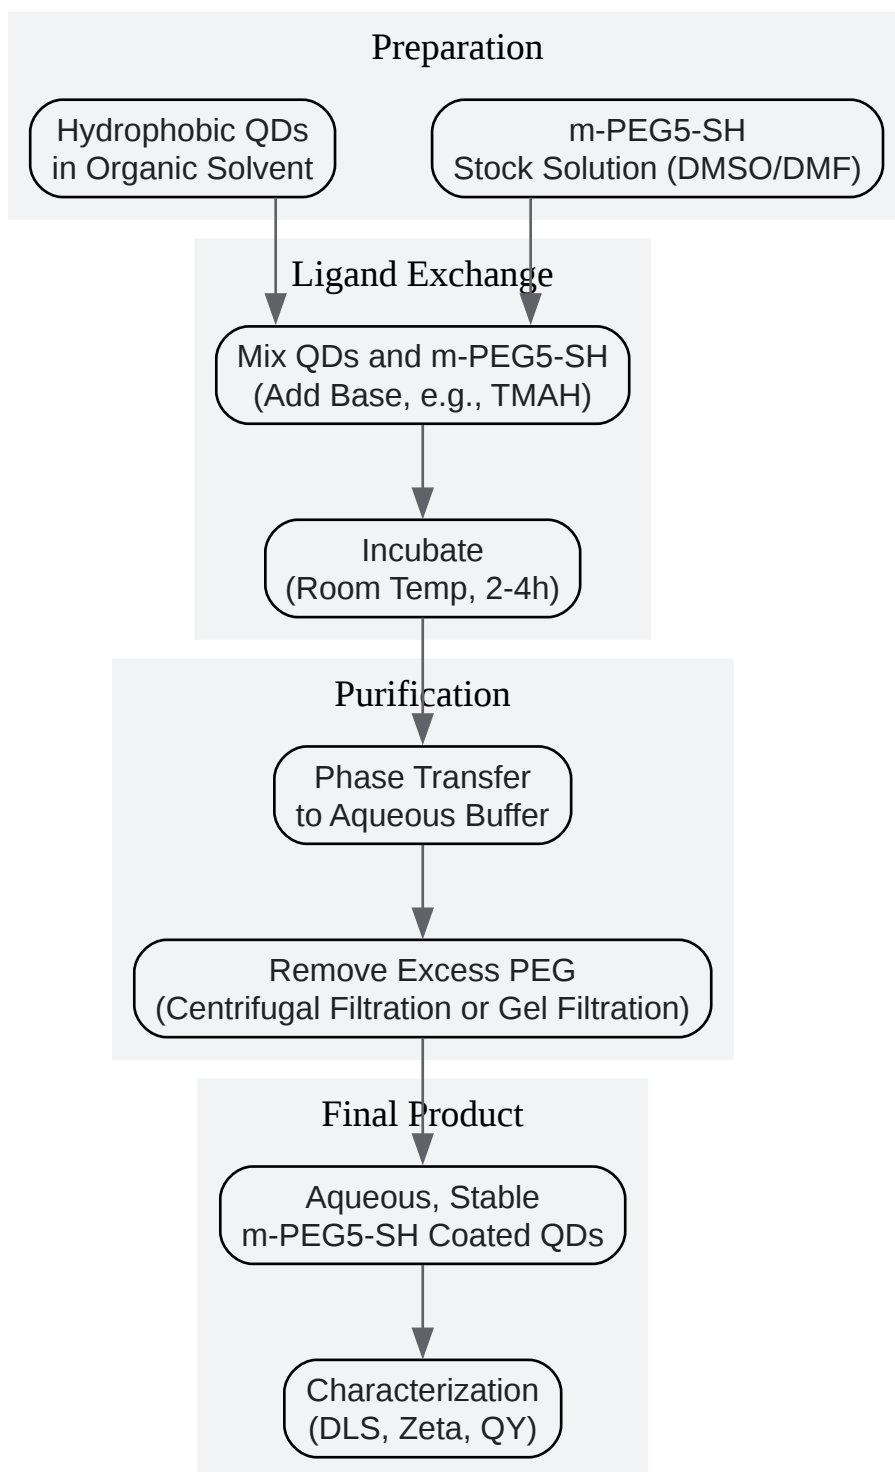 Preparation
Hydrophobic QDs
in Organic Solvent
m-PEG5-SH
Stock Solution (DMSO/DMF)
Ligand Exchange
Mix QDs and m-PEG5-SH
(Add Base, e.g., TMAH)
Incubate
(Room Temp, 2-4h)
Purification
Phase Transfer
to Aqueous Buffer
Remove Excess PEG
(Centrifugal Filtration or Gel Filtration)
Final Product
Aqueous, Stable
m-PEG5-SH Coated QDs
Characterization
(DLS, Zeta, QY)